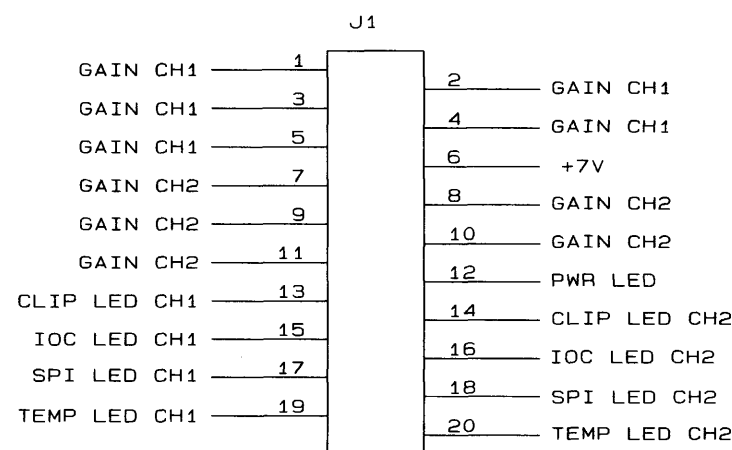 J1
GAIN CH1 1
2 GAIN CH1
GAIN CH1 3
4 GAIN CH1
GAIN CH1 5
6 +7V
GAIN CH2 7
8 GAIN CH2
GAIN CH2 9
10 GAIN CH2
GAIN CH2 11
12 PWR LED
CLIP LED CH1 13
14 CLIP LED CH2
IOC LED CH1 15
16 IOC LED CH2
SPI LED CH1 17
18 SPI LED CH2
TEMP LED CH1 19
20 TEMP LED CH2